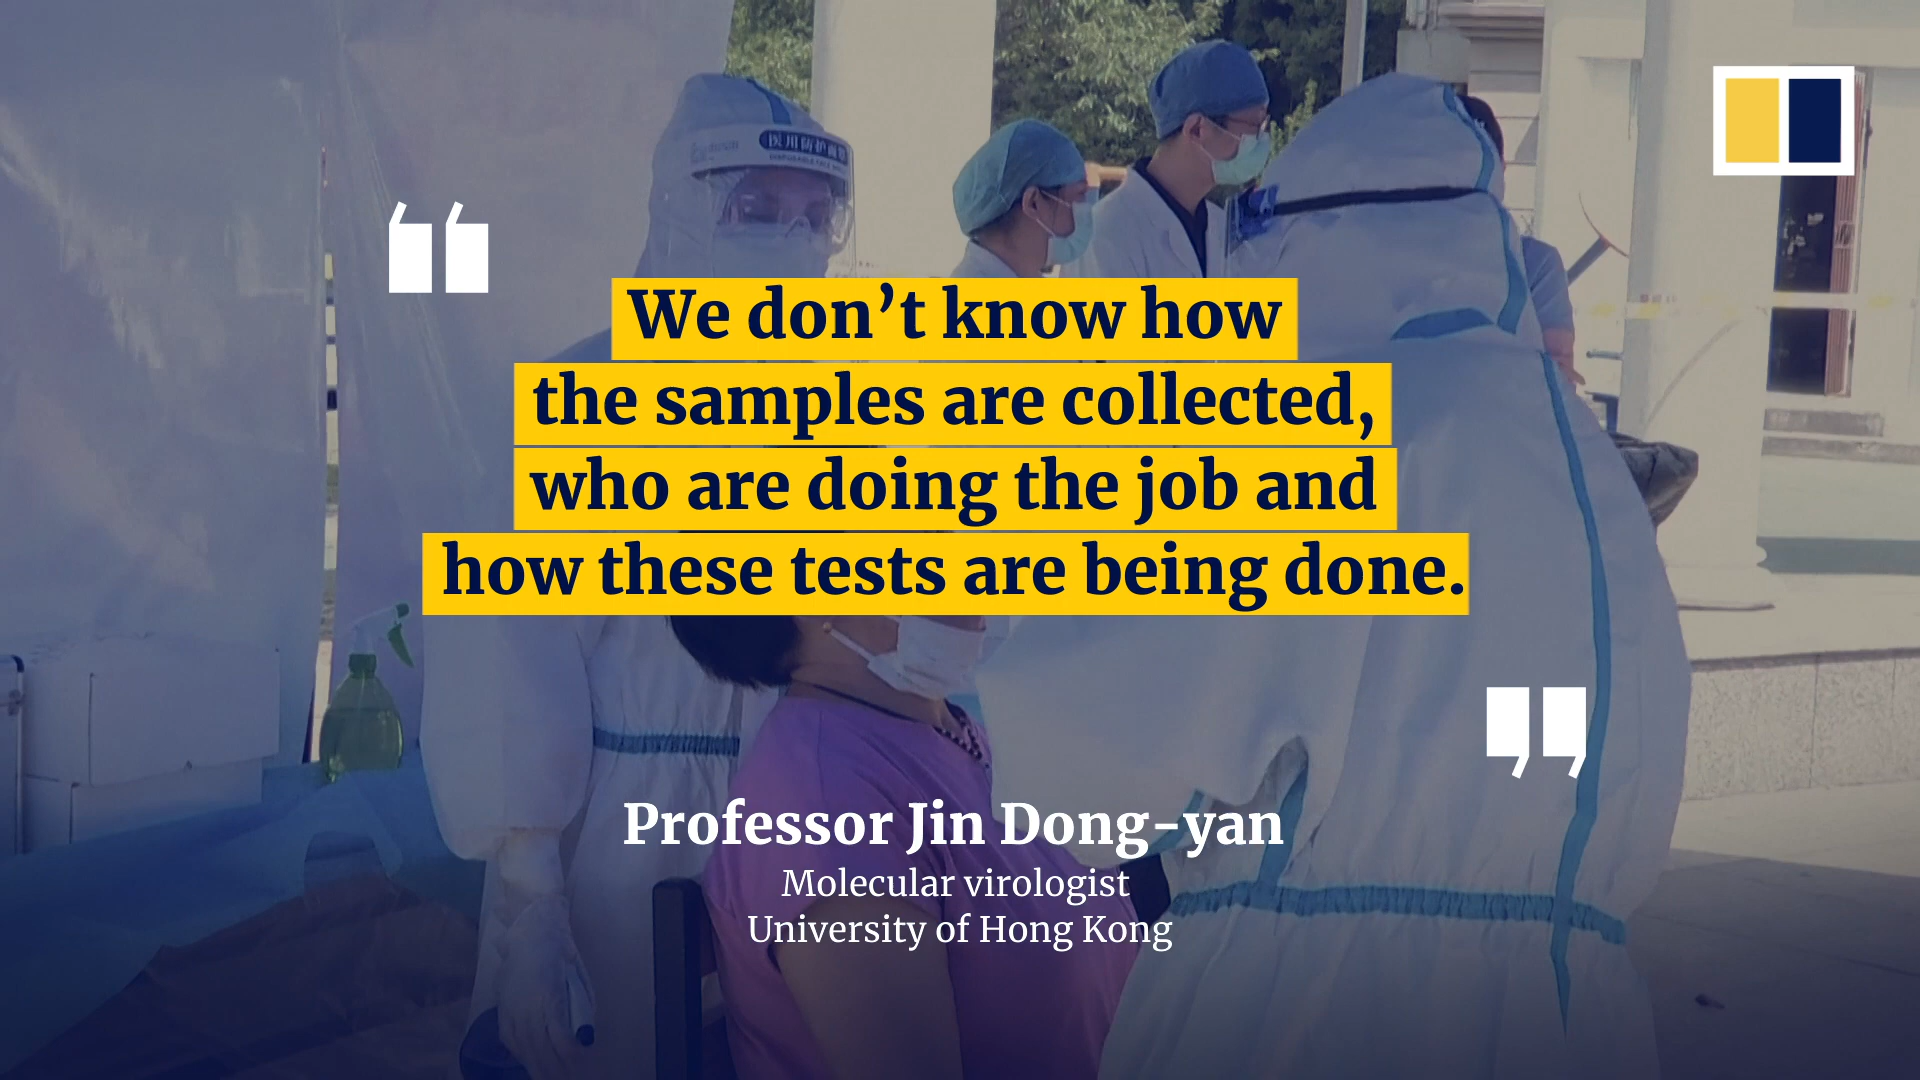 “
We don’t know how
the samples are collected,
who are doing the job and
how these tests are being done.
”
Professor Jin Dong-yan
Molecular virologist
University of Hong Kong